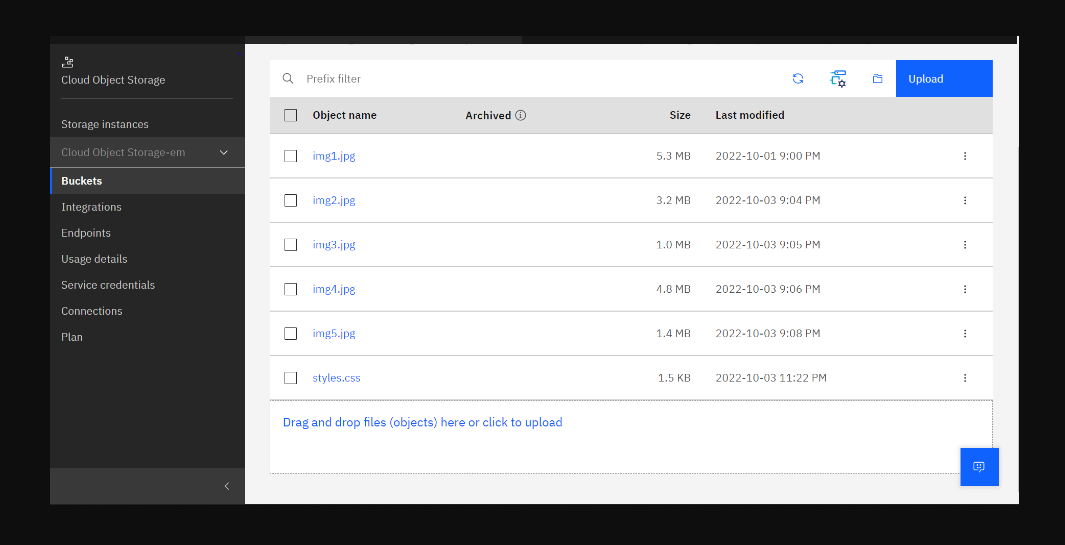 Cloud Object Storage
Storage instances
Cloud Object Storage-em
Buckets
Integrations
Endpoints
Usage details
Service credentials
Connections
Plan
Prefix filter
Upload
Object name Archived Size Last modified
img1.jpg 5.3 MB 2022-10-01 9:00 PM
img2.jpg 3.2 MB 2022-10-03 9:04 PM
img3.jpg 1.0 MB 2022-10-03 9:05 PM
img4.jpg 4.8 MB 2022-10-03 9:06 PM
img5.jpg 1.4 MB 2022-10-03 9:08 PM
styles.css 1.5 KB 2022-10-03 11:22 PM
Drag and drop files (objects) here or click to upload